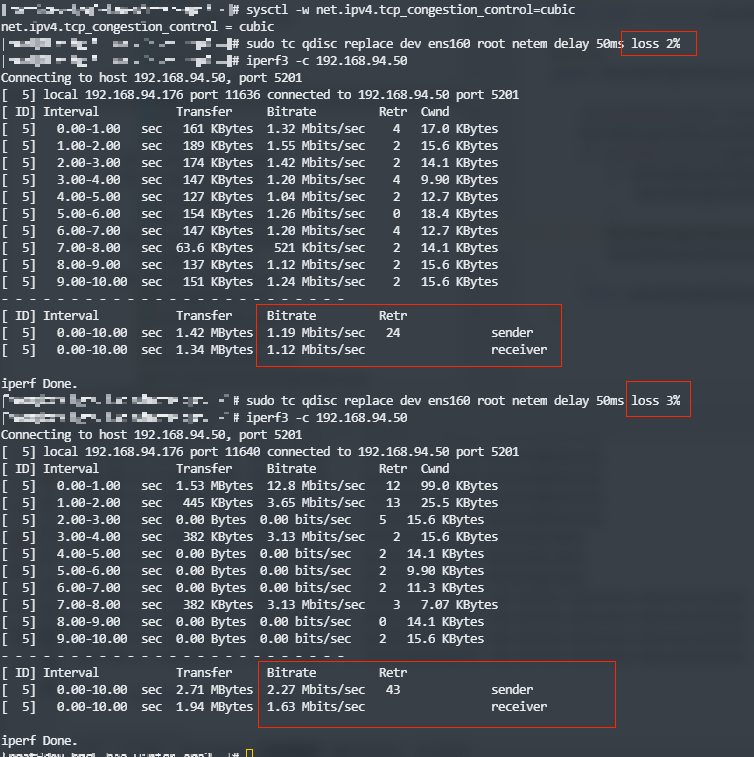 # sysctl -w net.ipv4.tcp_congestion_control=cubic
net.ipv4.tcp_congestion_control = cubic
# sudo tc qdisc replace dev ens160 root netem delay 50ms loss 2%
# iperf3 -c 192.168.94.50
Connecting to host 192.168.94.50, port 5201
[  5] local 192.168.94.176 port 11636 connected to 192.168.94.50 port 5201
[ ID] Interval           Transfer     Bitrate         Retr  Cwnd
[  5]   0.00-1.00   sec   161 KBytes  1.32 Mbits/sec    4   17.0 KBytes
[  5]   1.00-2.00   sec   189 KBytes  1.55 Mbits/sec    2   15.6 KBytes
[  5]   2.00-3.00   sec   174 KBytes  1.42 Mbits/sec    2   14.1 KBytes
[  5]   3.00-4.00   sec   147 KBytes  1.20 Mbits/sec    4   9.90 KBytes
[  5]   4.00-5.00   sec   127 KBytes  1.04 Mbits/sec    2   12.7 KBytes
[  5]   5.00-6.00   sec   154 KBytes  1.26 Mbits/sec    0   18.4 KBytes
[  5]   6.00-7.00   sec   147 KBytes  1.20 Mbits/sec    4   12.7 KBytes
[  5]   7.00-8.00   sec  63.6 KBytes   521 Kbits/sec    2   14.1 KBytes
[  5]   8.00-9.00   sec   137 KBytes  1.12 Mbits/sec    2   15.6 KBytes
[  5]   9.00-10.00  sec   151 KBytes  1.24 Mbits/sec    2   15.6 KBytes
- - - - - - - - - - - - - - - - - - - - - - - - -
[ ID] Interval           Transfer     Bitrate         Retr
[  5]   0.00-10.00  sec  1.42 MBytes  1.19 Mbits/sec   24             sender
[  5]   0.00-10.00  sec  1.34 MBytes  1.12 Mbits/sec                  receiver
iperf Done.
# sudo tc qdisc replace dev ens160 root netem delay 50ms loss 3%
# iperf3 -c 192.168.94.50
Connecting to host 192.168.94.50, port 5201
[  5] local 192.168.94.176 port 11640 connected to 192.168.94.50 port 5201
[ ID] Interval           Transfer     Bitrate         Retr  Cwnd
[  5]   0.00-1.00   sec  1.53 MBytes  12.8 Mbits/sec   12   99.0 KBytes
[  5]   1.00-2.00   sec   445 KBytes  3.65 Mbits/sec   13   25.5 KBytes
[  5]   2.00-3.00   sec  0.00 Bytes  0.00 bits/sec    5   15.6 KBytes
[  5]   3.00-4.00   sec   382 KBytes  3.13 Mbits/sec    2   15.6 KBytes
[  5]   4.00-5.00   sec  0.00 Bytes  0.00 bits/sec    2   14.1 KBytes
[  5]   5.00-6.00   sec  0.00 Bytes  0.00 bits/sec    2   9.90 KBytes
[  5]   6.00-7.00   sec  0.00 Bytes  0.00 bits/sec    2   11.3 KBytes
[  5]   7.00-8.00   sec   382 KBytes  3.13 Mbits/sec    3   7.07 KBytes
[  5]   8.00-9.00   sec  0.00 Bytes  0.00 bits/sec    0   14.1 KBytes
[  5]   9.00-10.00  sec  0.00 Bytes  0.00 bits/sec    2   15.6 KBytes
- - - - - - - - - - - - - - - - - - - - - - - - -
[ ID] Interval           Transfer     Bitrate         Retr
[  5]   0.00-10.00  sec  2.71 MBytes  2.27 Mbits/sec   43             sender
[  5]   0.00-10.00  sec  1.94 MBytes  1.63 Mbits/sec                  receiver
iperf Done.
#